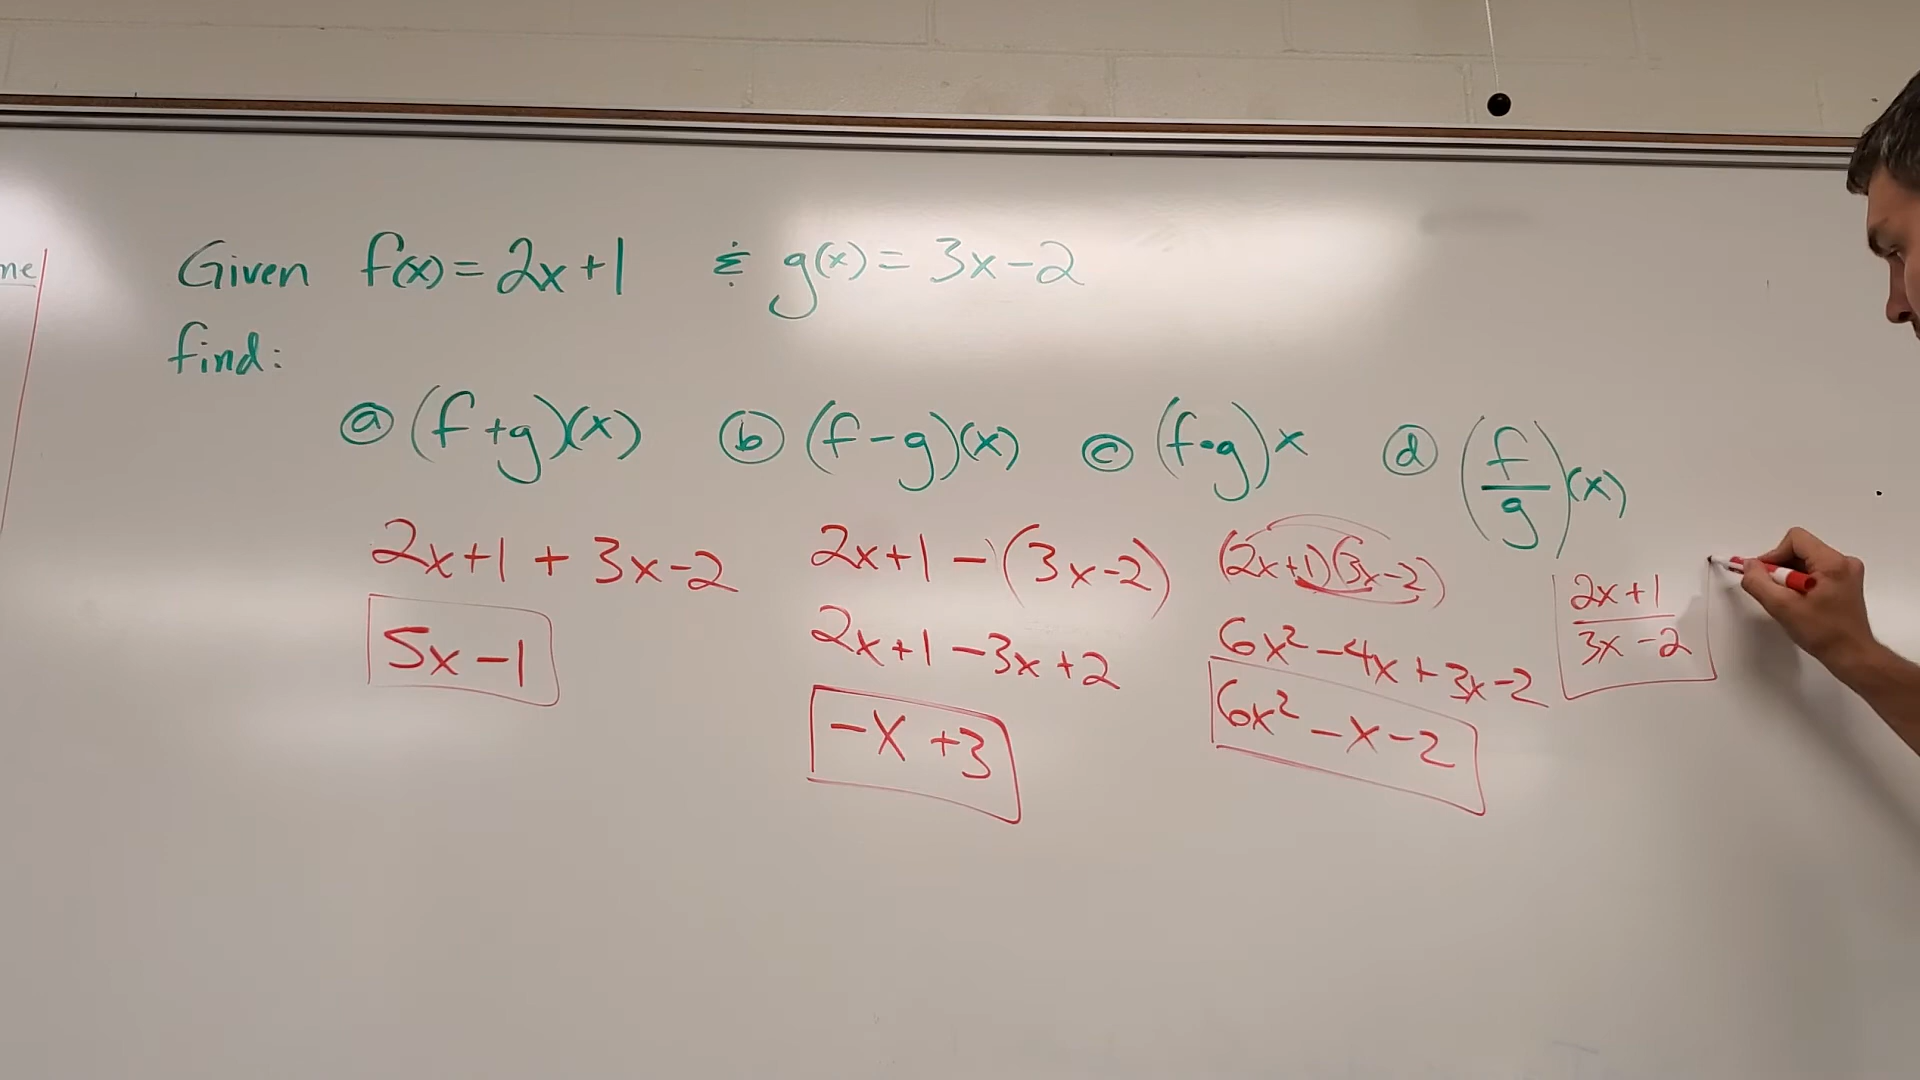 me
Given f(x) = 2x+1 & g(x) = 3x-2
find:
ⓐ (f+g)(x) ⓑ (f-g)(x) ⓒ (f•g)x ⓓ (f/g)(x)
2x+1 + 3x-2
5x-1
2x+1 - (3x-2)
2x+1 -3x+2
-x+3
(2x+1)(3x-2)
6x²-4x+3x-2
6x²-x-2
2x+1
3x-2